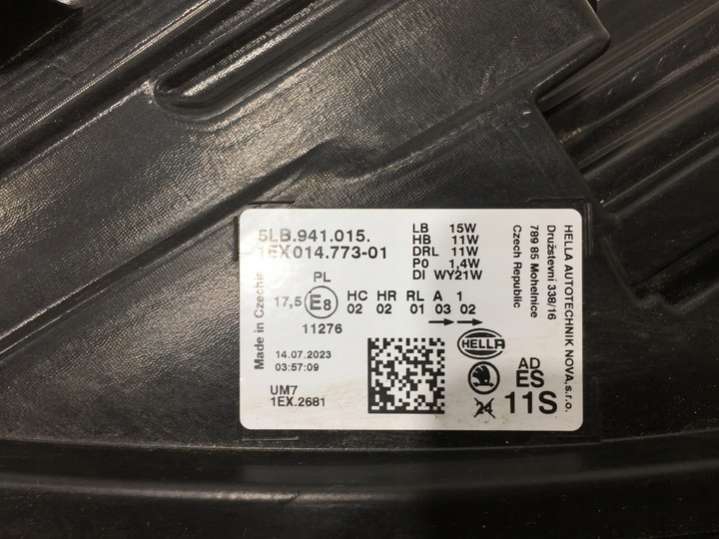 5LB.941.015.
1EX014.773-01
LB 15W
HB 11W
DRL 11W
P0 1,4W
DI WY21W
PL
17,5 E8 HC HR RL A 1
02 02 01 03 02
11276
Made in Czechie
14.07.2023
03:57:09
UM7
1EX.2681
HELLA
AD
ES
24 11S
HELLA AUTOTECHNIK NOVA,s.r.o.
Družstevní 338/16
789 85 Mohelnice
Czech Republic